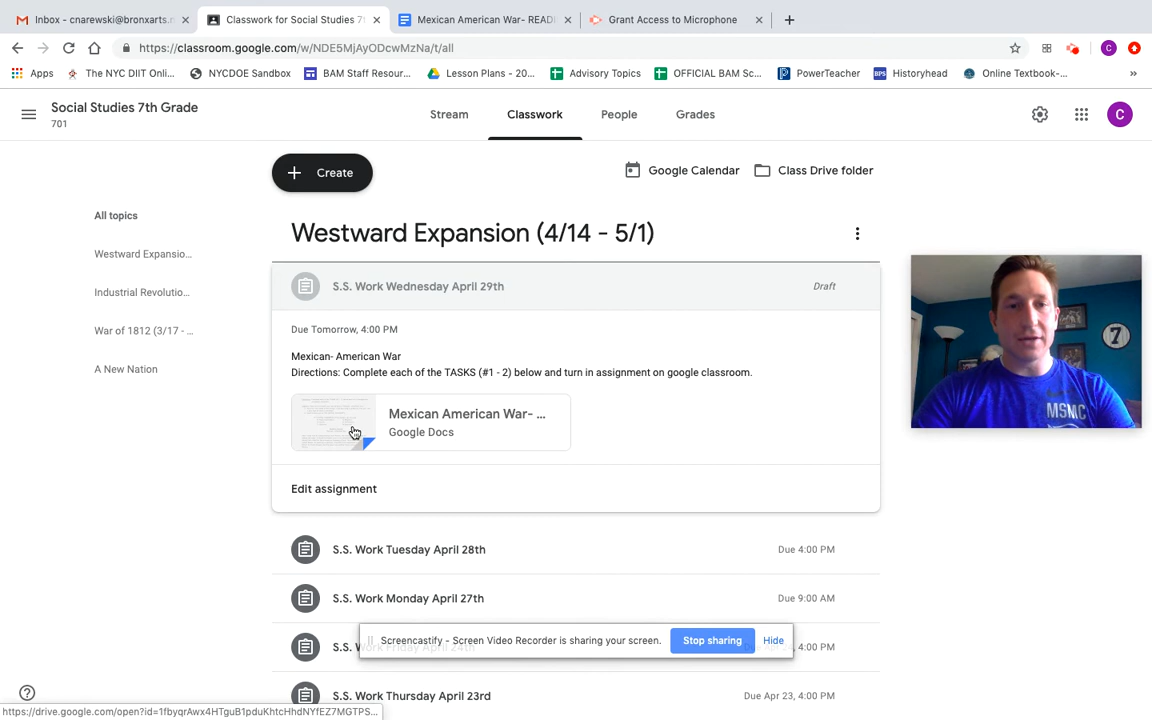 Inbox - cnarewski@bronxarts.n
Classwork for Social Studies 7t
Mexican American War- READI
Grant Access to Microphone
https://classroom.google.com/w/NDE5MjAyODcwMzNa/t/all
C
Apps
The NYC DIIT Onli...
NYCDOE Sandbox
BAM Staff Resour...
Lesson Plans - 20...
Advisory Topics
OFFICIAL BAM Sc...
PowerTeacher
BPS
Historyhead
Online Textbook-...
»
Social Studies 7th Grade
701
Stream
Classwork
People
Grades
C
Create
Google Calendar
Class Drive folder
All topics
Westward Expansio...
Industrial Revolutio...
War of 1812 (3/17 - ...
A New Nation
Westward Expansion (4/14 - 5/1)
S.S. Work Wednesday April 29th
Draft
Due Tomorrow, 4:00 PM
Mexican- American War
Directions: Complete each of the TASKS (#1 - 2) below and turn in assignment on google classroom.
Mexican American War- ...
Google Docs
Edit assignment
S.S. Work Tuesday April 28th
Due 4:00 PM
S.S. Work Monday April 27th
Due 9:00 AM
Screencastify - Screen Video Recorder is sharing your screen.
Stop sharing
Hide
S.S. Work Friday April 24th
4:00 PM
S.S. Work Thursday April 23rd
Due Apr 23, 4:00 PM
7
MSMC
https://drive.google.com/open?id=1fbyqrAwx4HTguB1pduKhtcHhdNYfEZ7MGTPS...